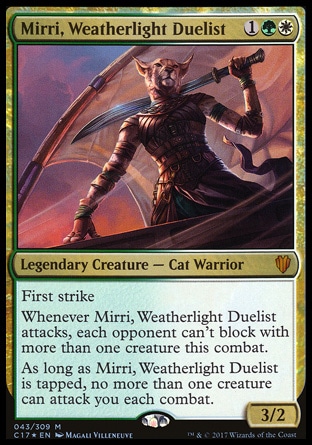 Mirri, Weatherlight Duelist 1
Legendary Creature — Cat Warrior
First strike
Whenever Mirri, Weatherlight Duelist
attacks, each opponent can't block with
more than one creature this combat.
As long as Mirri, Weatherlight Duelist
is tapped, no more than one creature
can attack you each combat.
3/2
043/309 M
C17★EN Magali Villeneuve
™ & © 2017 Wizards of the Coast